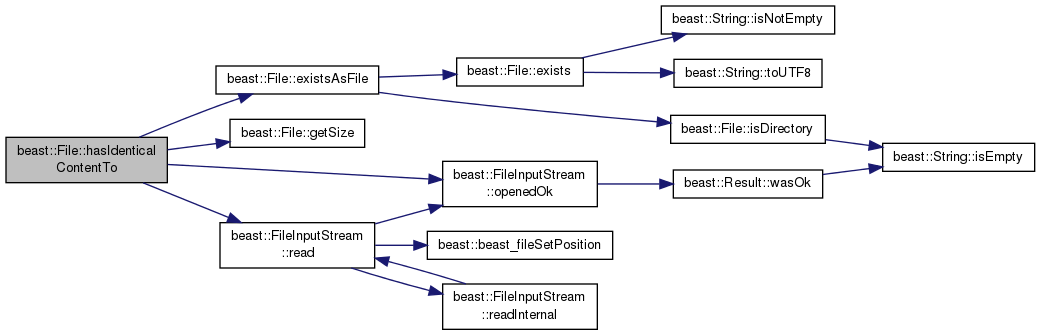 beast::String::isNotEmpty
beast::File::existsAsFile
beast::File::exists
beast::String::toUTF8
beast::File::hasIdentical
ContentTo
beast::File::getSize
beast::File::isDirectory
beast::String::isEmpty
beast::FileInputStream
::openedOk
beast::Result::wasOk
beast::FileInputStream
::read
beast::beast_fileSetPosition
beast::FileInputStream
::readInternal